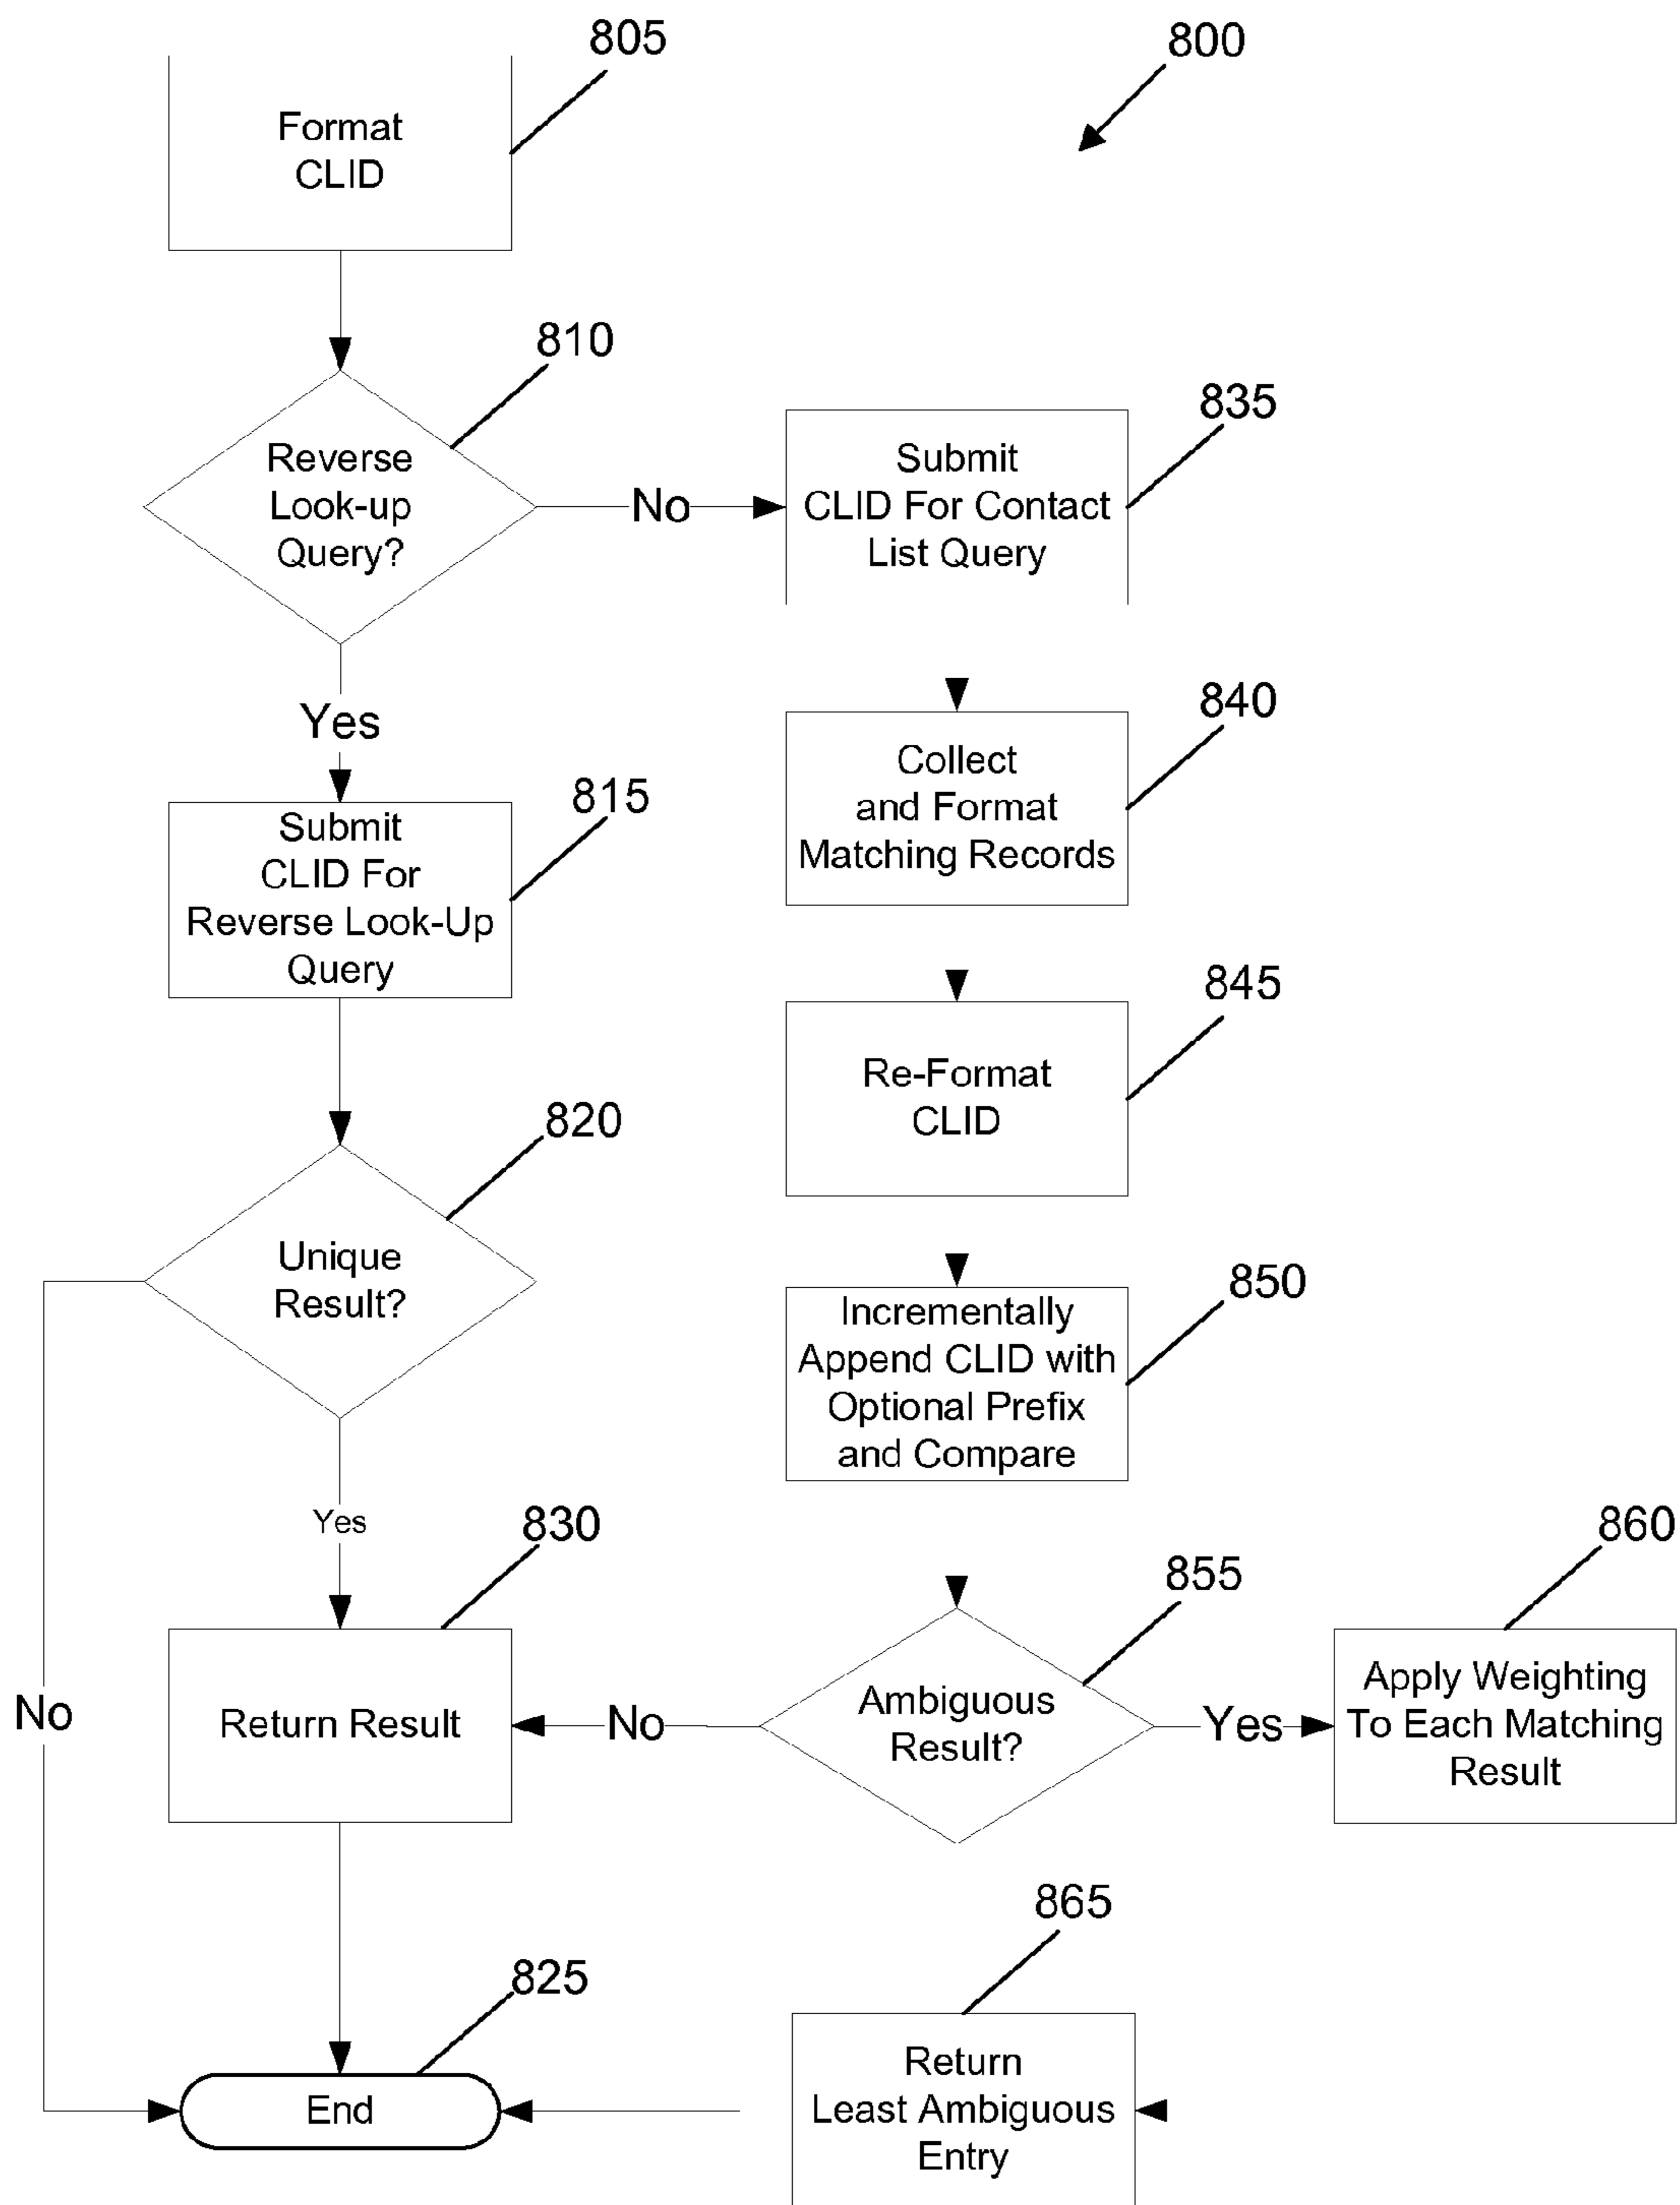 805
800
Format
CLID
810
Reverse
Look-up
Query?
No
835
Submit
CLID For Contact
List Query
Yes
840
Collect
and Format
Matching Records
815
Submit
CLID For
Reverse Look-Up
Query
845
Re-Format
CLID
820
Unique
Result?
850
Incrementally
Append CLID with
Optional Prefix
and Compare
Yes
830
860
855
No
Return Result
No
Ambiguous
Result?
Yes
Apply Weighting
To Each Matching
Result
865
825
End
Return
Least Ambiguous
Entry